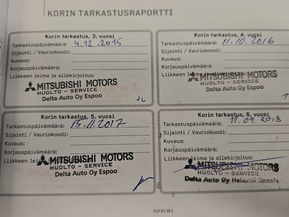 KORIN TARKASTUSRAPORTTI
Korin tarkastus, 3. vuosi
Tarkastuspäivämäärä: 4.12.2015
Sijainti / Vauriokoodi:
Kuvaus:
Korjauspäivämäärä:
Liikkeen leima ja allekirjoitus:
MITSUBISHI MOTORS
HUOLTO - SERVICE
Delta Auto Oy Espoo
Korin tarkastus, 4. vuosi
Tarkastuspäivämäärä: 11.10.2016
Sijainti / Vauriokoodi:
Kuvaus:
Korjauspäivämäärä:
Liikkeen leima ja allekirjoitus:
MITSUBISHI MOTORS
HUOLTO - SERVICE
Delta Auto Oy Espoo
Korin tarkastus, 5. vuosi
Tarkastuspäivämäärä: 15.11.2017
Sijainti / Vauriokoodi:
Kuvaus:
Korjauspäivämäärä:
Liikkeen leima ja allekirjoitus:
MITSUBISHI MOTORS
HUOLTO - SERVICE
Delta Auto Oy Espoo
Korin tarkastus, 6. vuosi
Tarkastuspäivämäärä: 11.09.2018
Sijainti / Vauriokoodi:
Kuvaus:
Korjauspäivämäärä:
Liikkeen leima ja allekirjoitus:
MITSUBISHI MOTORS
HUOLTO - SERVICE
Delta Auto Oy Helsinki